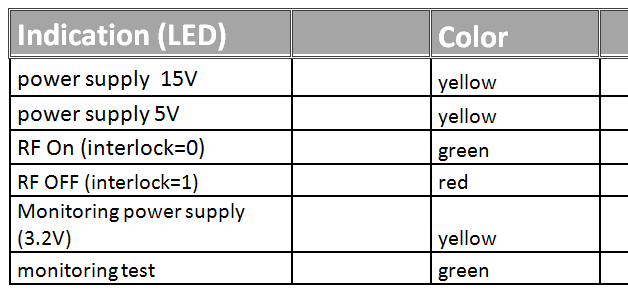 Indication (LED) Color
power supply  15V yellow
power supply 5V yellow
RF On (interlock=0) green
RF OFF (interlock=1) red
Monitoring power supply
(3.2V) yellow
monitoring test green